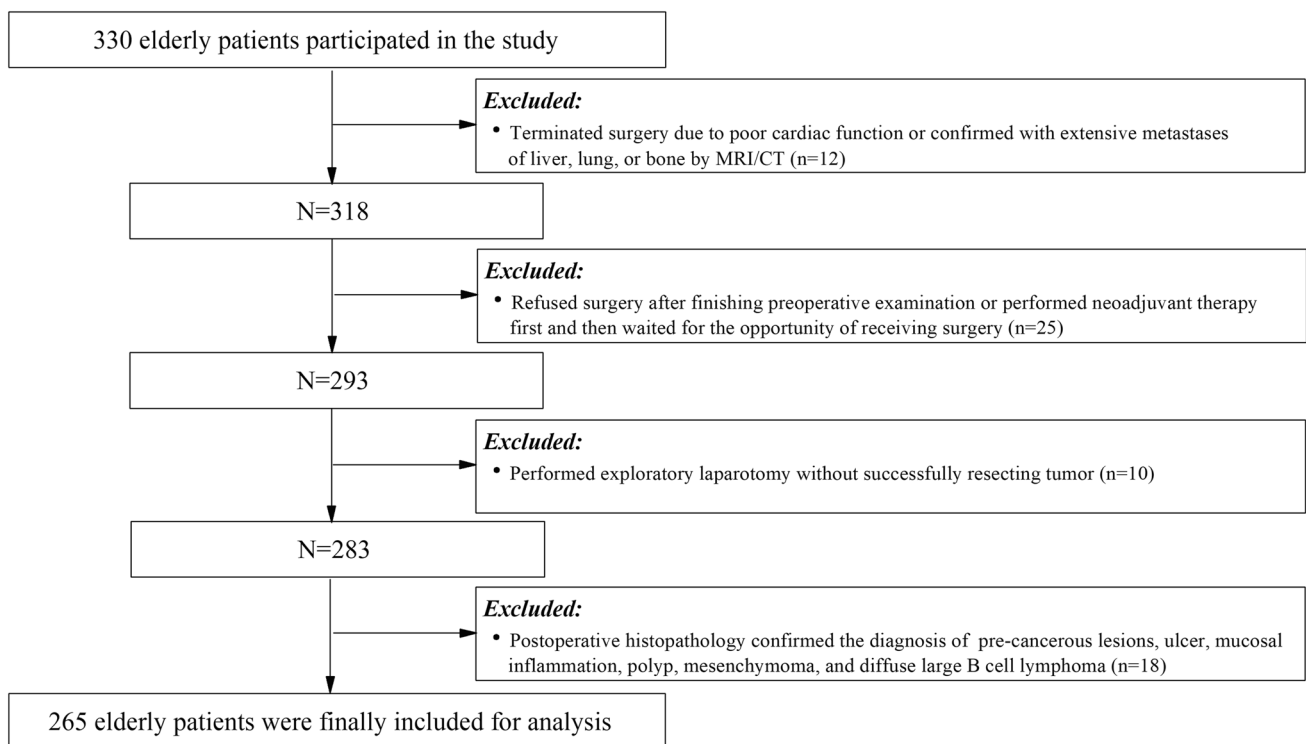 330 elderly patients participated in the study
Excluded:
• Terminated surgery due to poor cardiac function or confirmed with extensive metastases
of liver, lung, or bone by MRI/CT (n=12)
N=318
Excluded:
• Refused surgery after finishing preoperative examination or performed neoadjuvant therapy
first and then waited for the opportunity of receiving surgery (n=25)
N=293
Excluded:
• Performed exploratory laparotomy without successfully resecting tumor (n=10)
N=283
Excluded:
• Postoperative histopathology confirmed the diagnosis of pre-cancerous lesions, ulcer, mucosal
inflammation, polyp, mesenchymoma, and diffuse large B cell lymphoma (n=18)
265 elderly patients were finally included for analysis